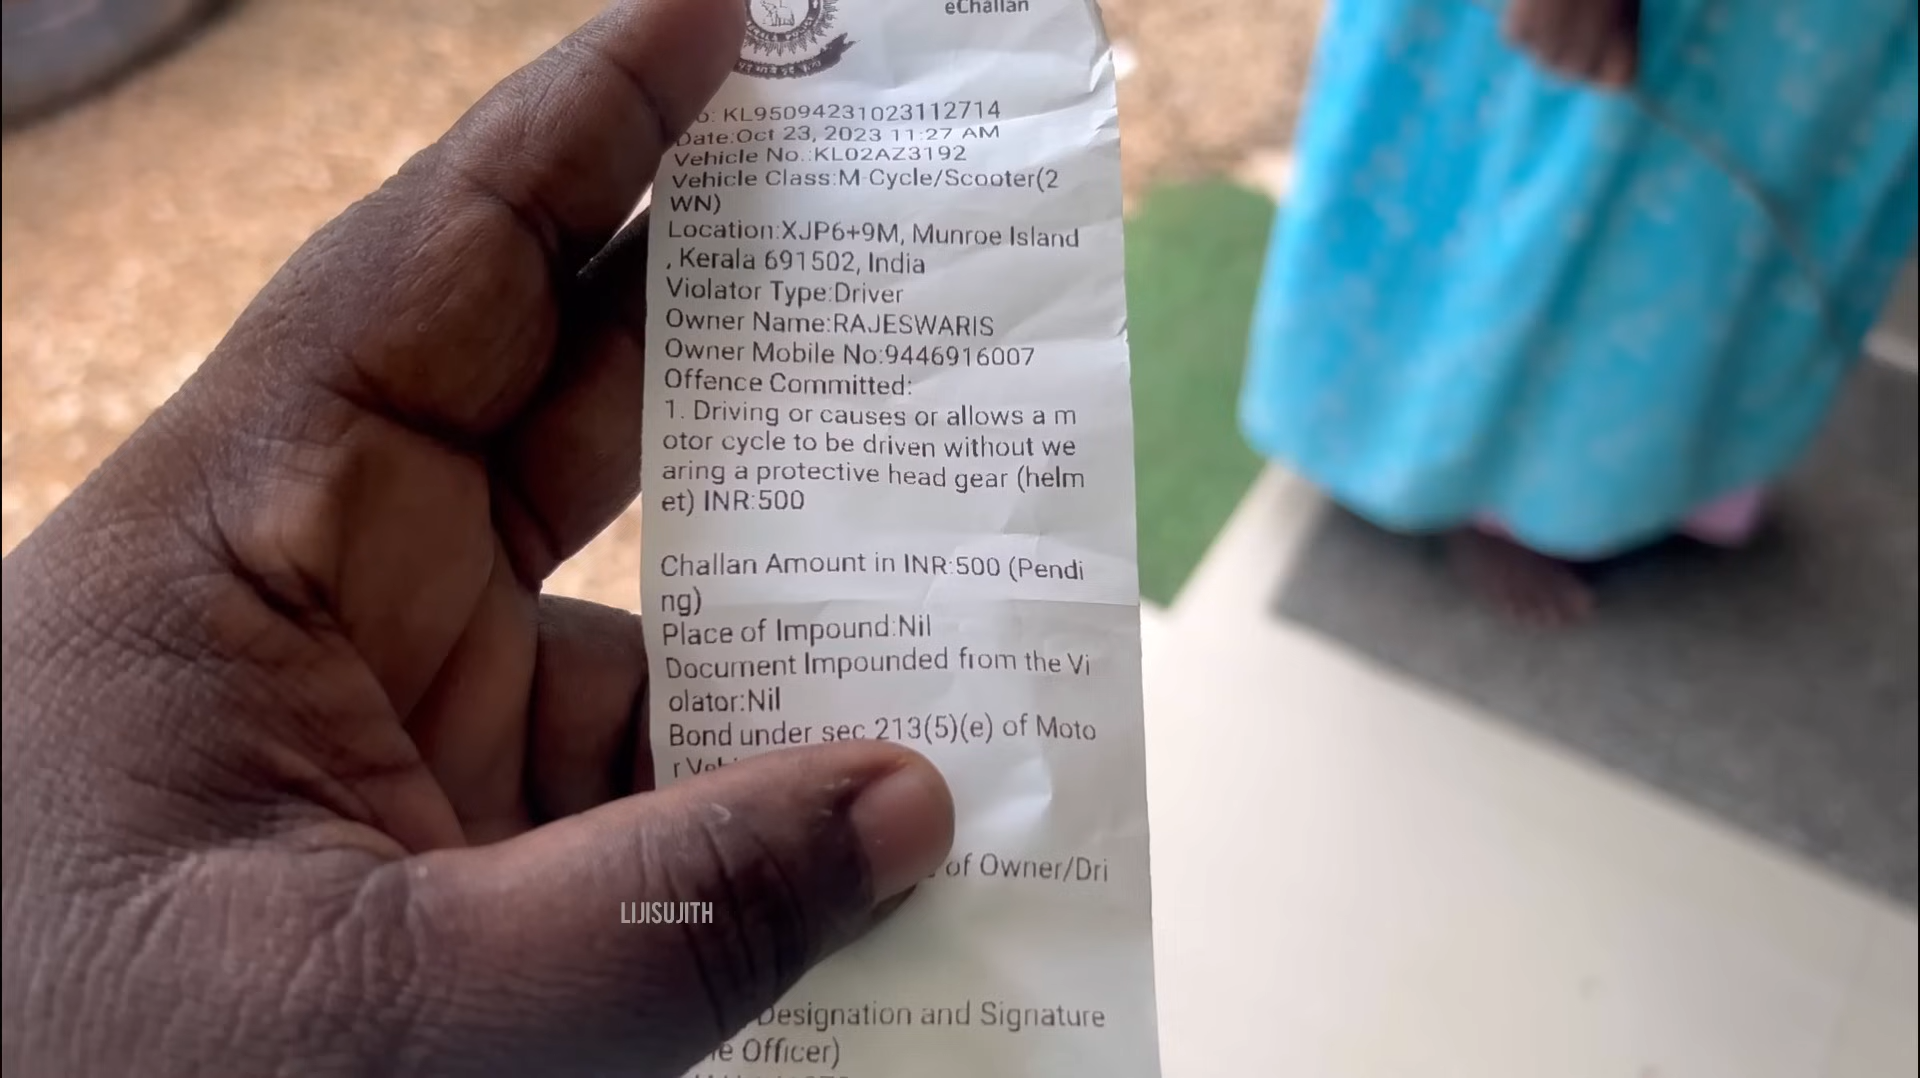 eChallan
: KL95094231023112714
Date:Oct 23, 2023 11:27 AM
Vehicle No.:KL02AZ3192
Vehicle Class:M-Cycle/Scooter(2
WN)
Location:XJP6+9M, Munroe Island
, Kerala 691502, India
Violator Type:Driver
Owner Name:RAJESWARIS
Owner Mobile No:9446916007
Offence Committed:
1. Driving or causes or allows a m
otor cycle to be driven without we
aring a protective head gear (helm
et) INR:500
Challan Amount in INR:500 (Pendi
ng)
Place of Impound:Nil
Document Impounded from the Vi
olator:Nil
Bond under sec 213(5)(e) of Moto
r
of Owner/Dri
LIJISUJITH
Designation and Signature
Officer)